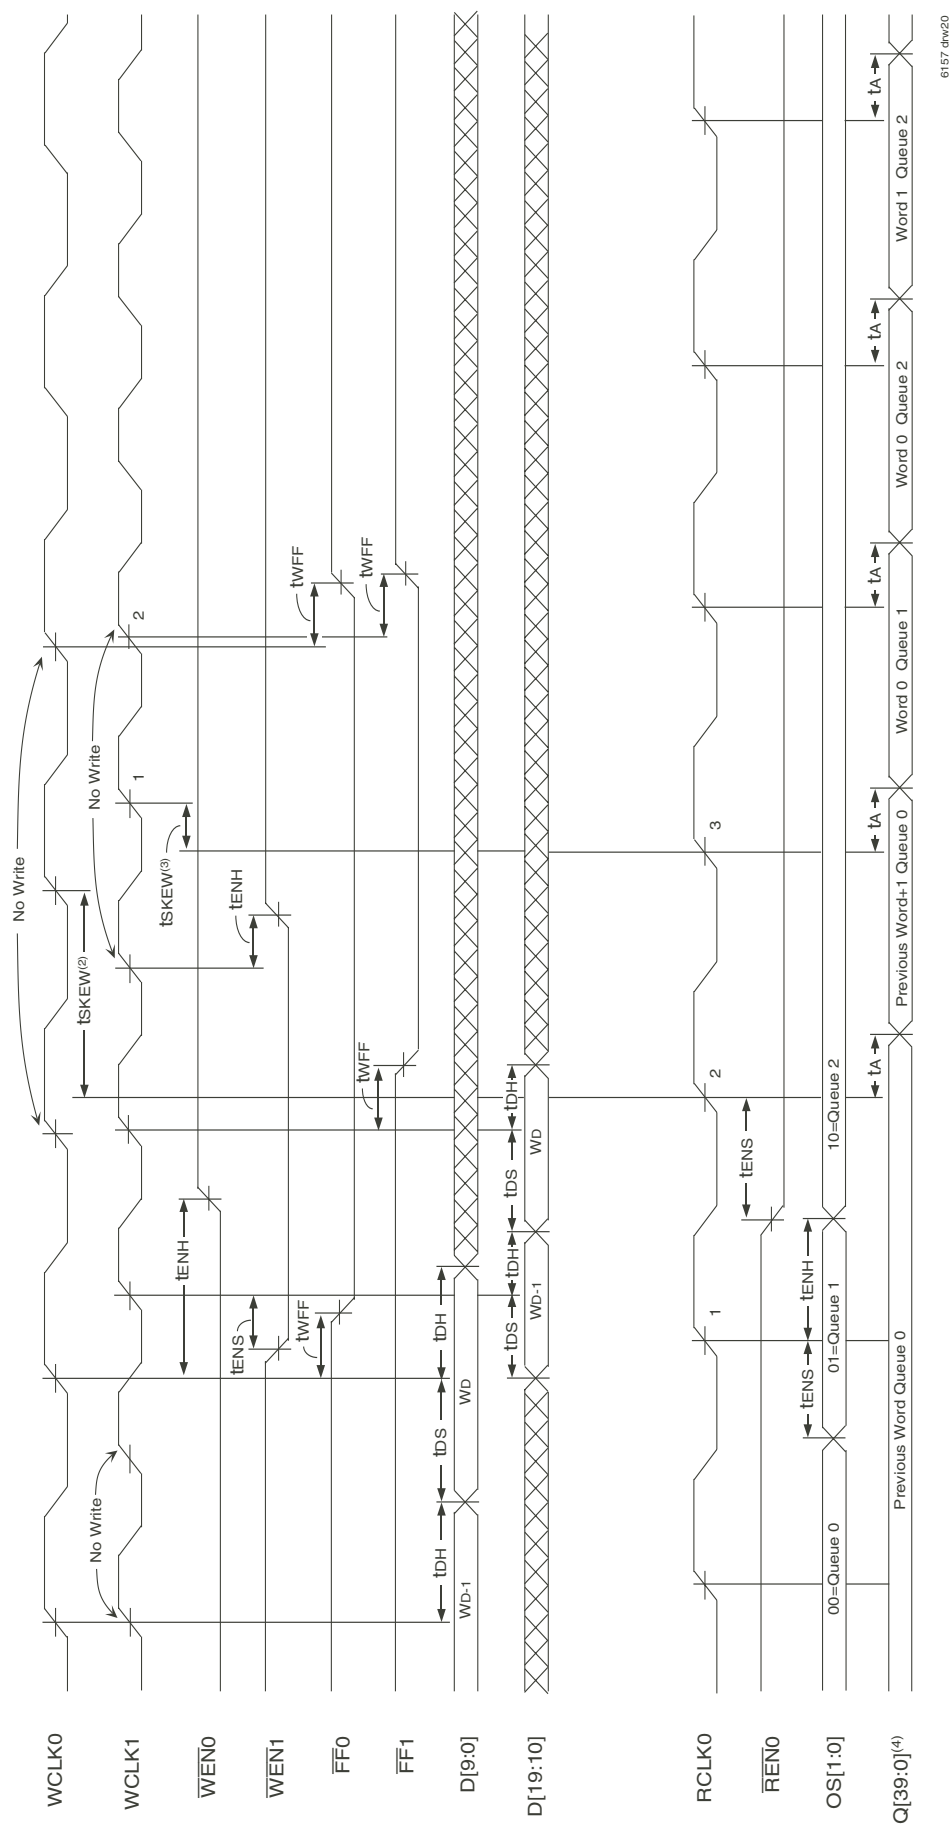 WCLK0
No Write
tSKEW(2)
WCLK1
No Write
No Write
1
2
WEN0
tENH
tSKEW(3)
WEN1
tENS
tENH
FF0
tWFF
tWFF
FF1
tWFF
tWFF
D[9:0]
WD-1
WD
tDH
tDS
tDH
D[19:10]
WD-1
WD
tDS
tDH
tDS
tDH
RCLK0
1
2
3
REN0
tENS
OS[1:0]
00=Queue 0
01=Queue 1
10=Queue 2
tENS
tENH
Q[39:0](4)
Previous Word Queue 0
Previous Word+1 Queue 0
Word 0 Queue 1
Word 0 Queue 2
Word 1 Queue 2
tA
tA
tA
tA
tA
6157 drw20